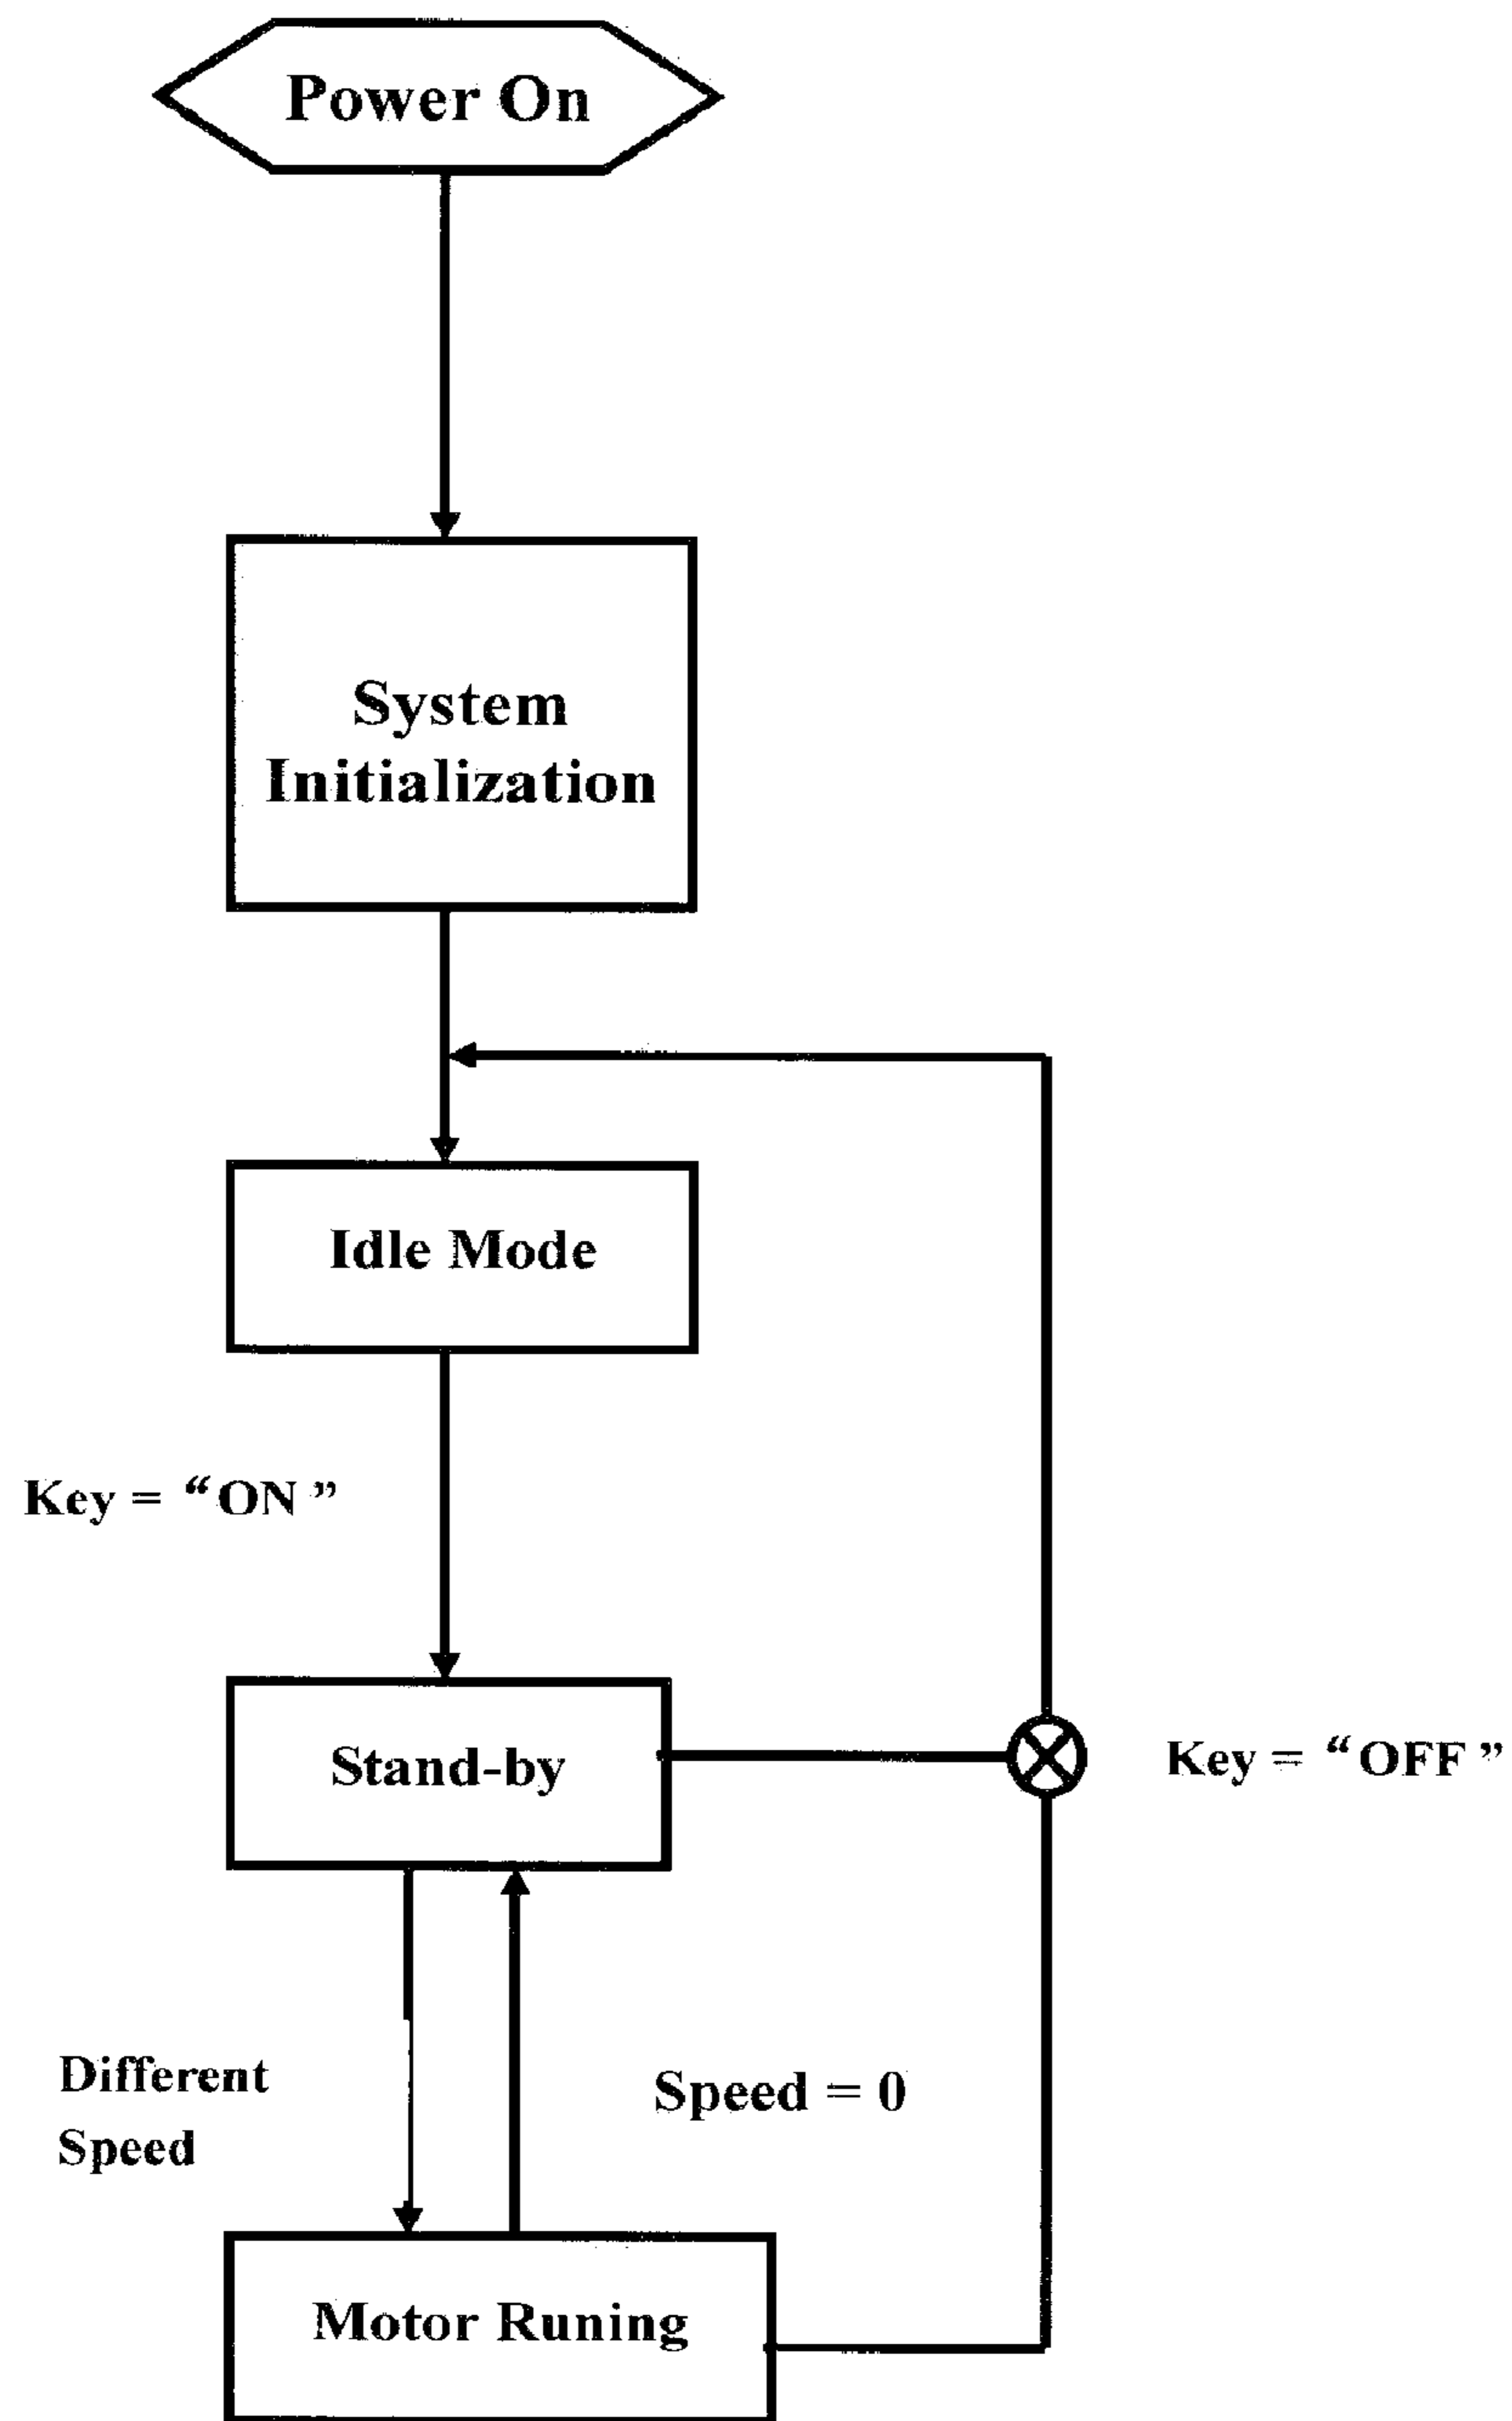 Power On
System
Initialization
Idle Mode
Key = “ON ”
Stand-by
Key = “OFF ”
Different
Speed
Speed = 0
Motor Runing